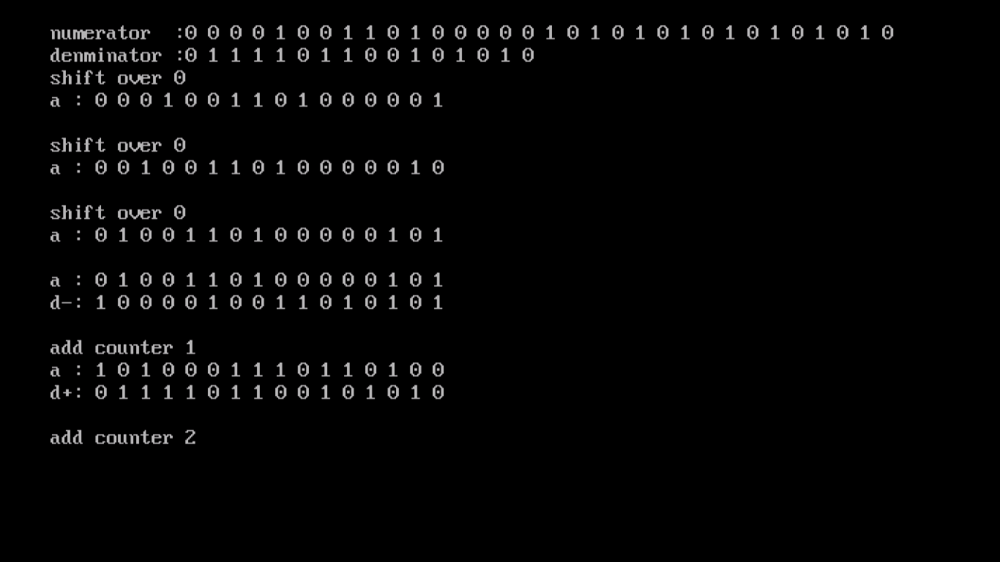 numerator :0 0 0 0 1 0 0 1 1 0 1 0 0 0 0 0 1 0 1 0 1 0 1 0 1 0 1 0 1 0 1 0
denminator :0 1 1 1 1 0 1 1 0 0 1 0 1 0 1 0
shift over 0
a : 0 0 0 1 0 0 1 1 0 1 0 0 0 0 0 1
shift over 0
a : 0 0 1 0 0 1 1 0 1 0 0 0 0 0 1 0
shift over 0
a : 0 1 0 0 1 1 0 1 0 0 0 0 0 1 0 1
a : 0 1 0 0 1 1 0 1 0 0 0 0 0 1 0 1
d-: 1 0 0 0 0 1 0 0 1 1 0 1 0 1 0 1
add counter 1
a : 1 0 1 0 0 0 1 1 1 0 1 1 0 1 0 0
d+: 0 1 1 1 1 0 1 1 0 0 1 0 1 0 1 0
add counter 2